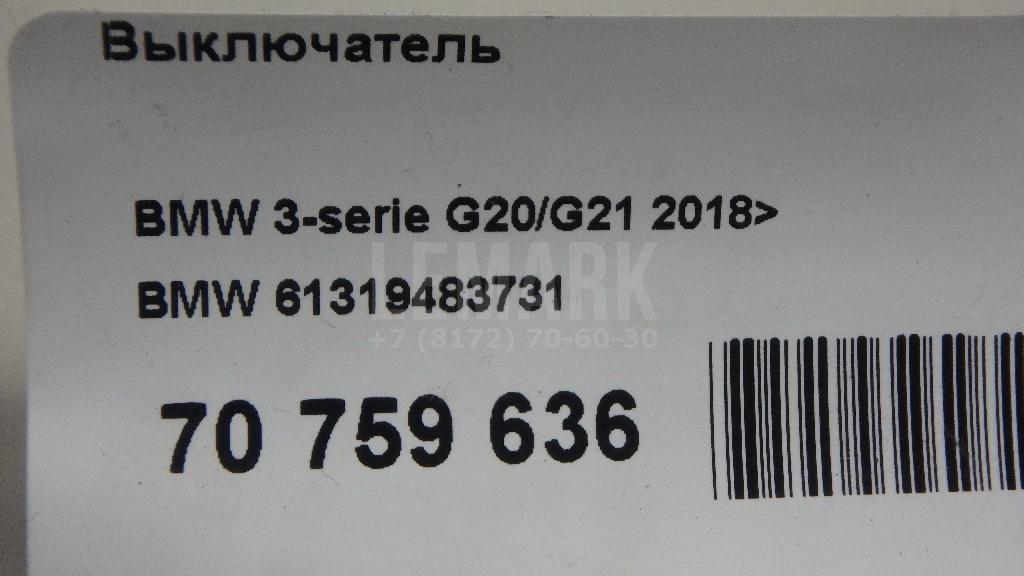 Выключатель
BMW 3-serie G20/G21 2018>
LEMARK
BMW 61319483731
+7 (8172) 70-60-30
70 759 636